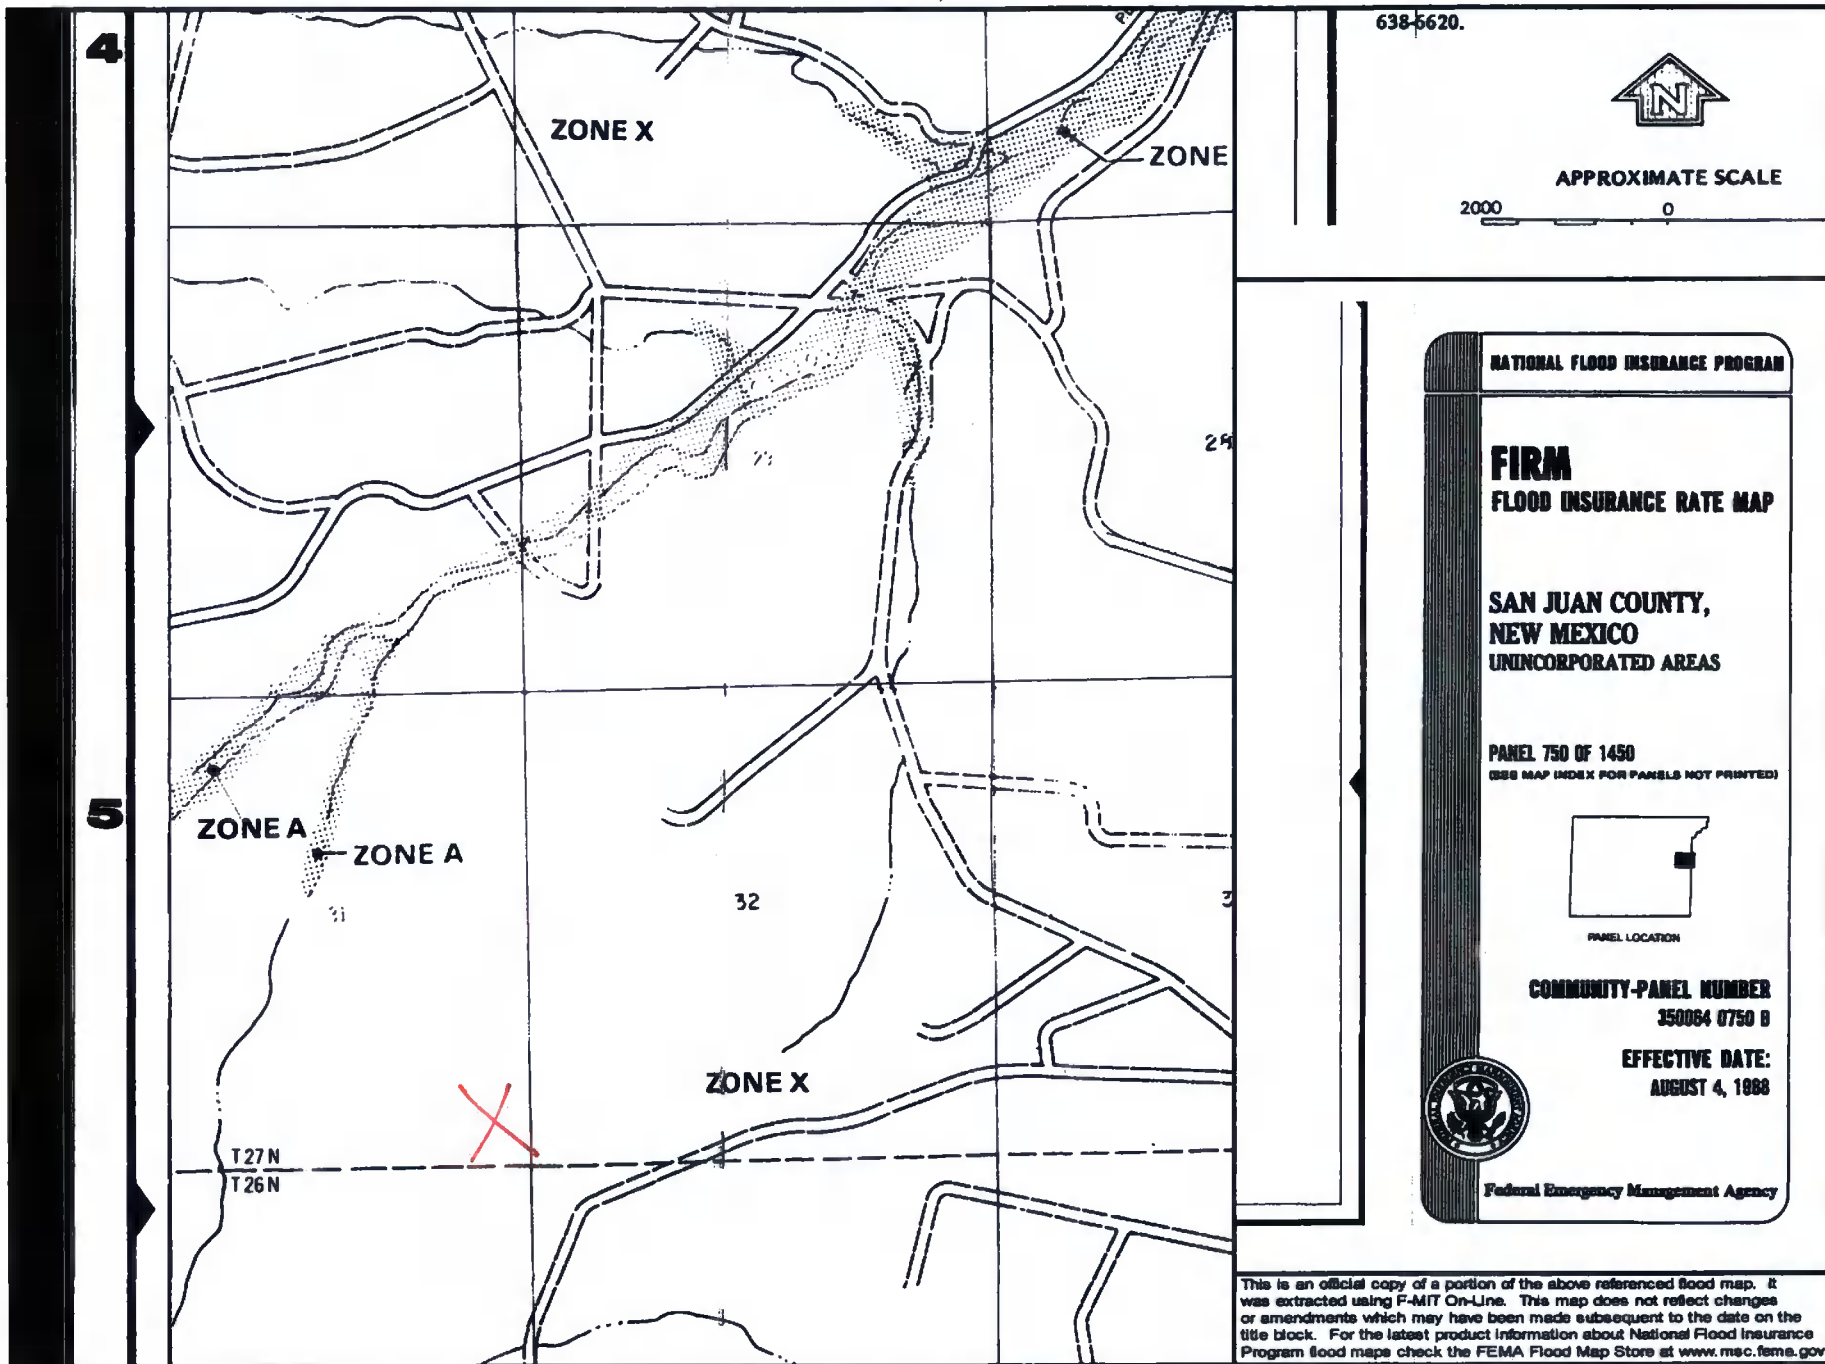 4
638-6620.
ZONE X
ZONE
N
APPROXIMATE SCALE
2000 0
NATIONAL FLOOD INSURANCE PROGRAM
29
FIRM
FLOOD INSURANCE RATE MAP
SAN JUAN COUNTY,
NEW MEXICO
UNINCORPORATED AREAS
PANEL 750 OF 1450
(SEE MAP INDEX FOR PANELS NOT PRINTED)
5
ZONE A
ZONE A
31
32
PANEL LOCATION
COMMUNITY-PANEL NUMBER
350064 0750 B
EFFECTIVE DATE:
AUGUST 4, 1988
ZONE X
T27N
T26N
Federal Emergency Management Agency
This is an official copy of a portion of the above referenced flood map. It
was extracted using F-MIT On-Line. This map does not reflect changes
or amendments which may have been made subsequent to the date on the
title block. For the latest product information about National Flood Insurance
Program flood maps check the FEMA Flood Map Store at www.msc.fema.gov